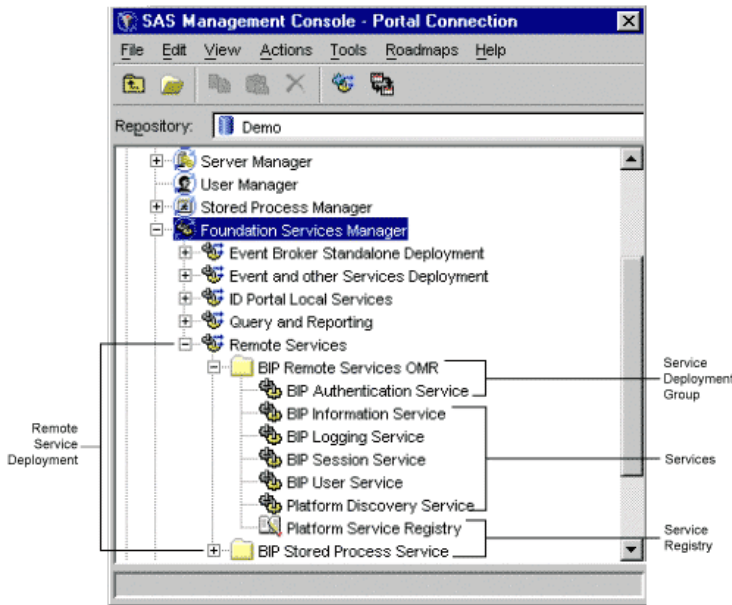 SAS Management Console - Portal Connection
File Edit View Actions Tools Roadmaps Help
Repository: Demo
Server Manager
User Manager
Stored Process Manager
Foundation Services Manager
Event Broker Standalone Deployment
Event and other Services Deployment
ID Portal Local Services
Query and Reporting
Remote Services
BIP Remote Services OMR
BIP Authentication Service
BIP Information Service
BIP Logging Service
BIP Session Service
BIP User Service
Platform Discovery Service
Platform Service Registry
BIP Stored Process Service
Remote
Service
Deployment
Service
Deployment
Group
Services
Service
Registry